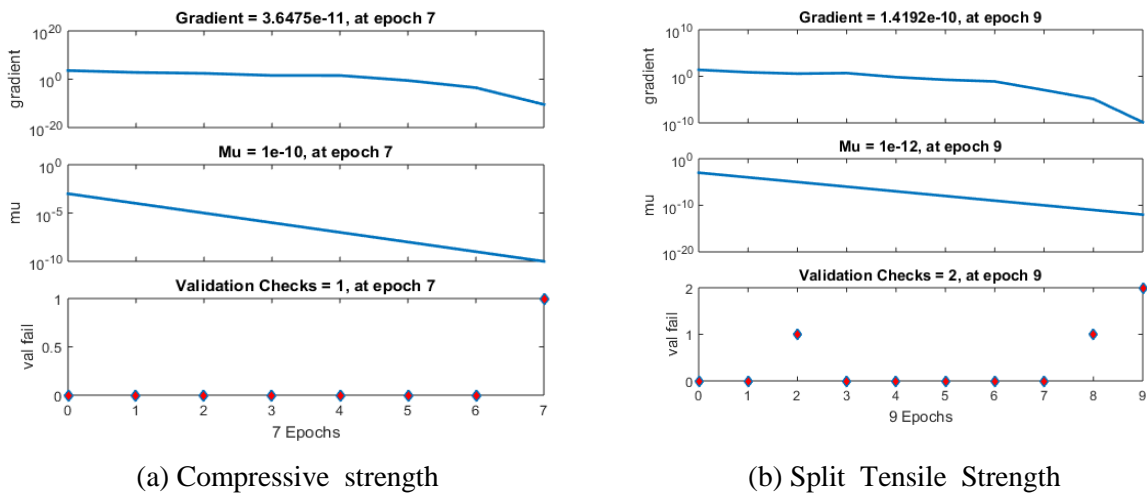 Gradient = 3.6475e-11, at epoch 7
10^20
10^0
10^-20
gradient
Mu = 1e-10, at epoch 7
10^0
10^-5
10^-10
mu
Validation Checks = 1, at epoch 7
1
0.5
0
val fail
0 1 2 3 4 5 6 7
7 Epochs
(a) Compressive strength
Gradient = 1.4192e-10, at epoch 9
10^10
10^0
10^-10
gradient
Mu = 1e-12, at epoch 9
10^0
10^-10
10^-20
mu
Validation Checks = 2, at epoch 9
2
1
0
val fail
0 1 2 3 4 5 6 7 8 9
9 Epochs
(b) Split Tensile Strength